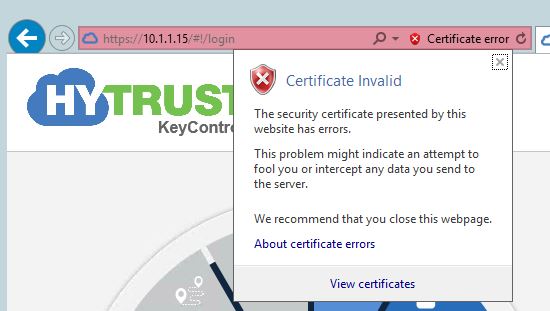 https://10.1.1.15/#!/login
Certificate error
HYTRUST
KeyContro
Certificate Invalid
The security certificate presented by this
website has errors.
This problem might indicate an attempt to
fool you or intercept any data you send to
the server.
We recommend that you close this webpage.
About certificate errors
View certificates